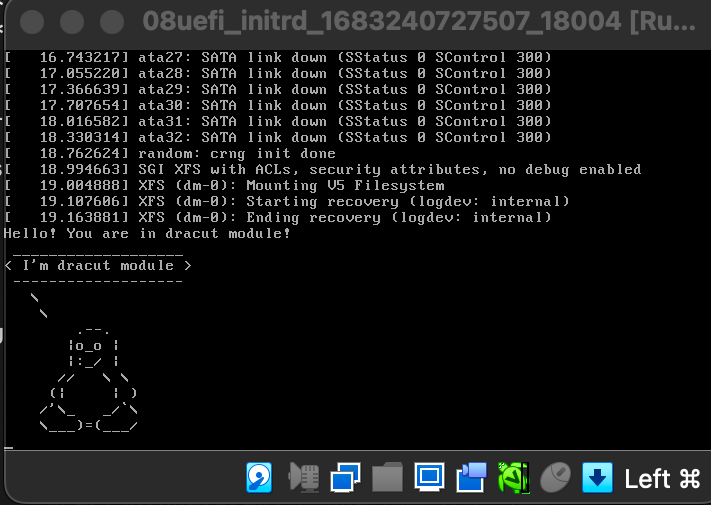 08uefi_initrd_1683240727507_18004 [Ru...
[   16.743217] ata27: SATA link down (SStatus 0 SControl 300)
[   17.055220] ata28: SATA link down (SStatus 0 SControl 300)
[   17.366639] ata29: SATA link down (SStatus 0 SControl 300)
[   17.707654] ata30: SATA link down (SStatus 0 SControl 300)
[   18.016582] ata31: SATA link down (SStatus 0 SControl 300)
[   18.330314] ata32: SATA link down (SStatus 0 SControl 300)
[   18.762624] random: crng init done
[   18.994663] SGI XFS with ACLs, security attributes, no debug enabled
[   19.004888] XFS (dm-0): Mounting V5 Filesystem
[   19.107606] XFS (dm-0): Starting recovery (logdev: internal)
[   19.163881] XFS (dm-0): Ending recovery (logdev: internal)
Hello! You are in dracut module!
< I'm dracut module >
Left ⌘